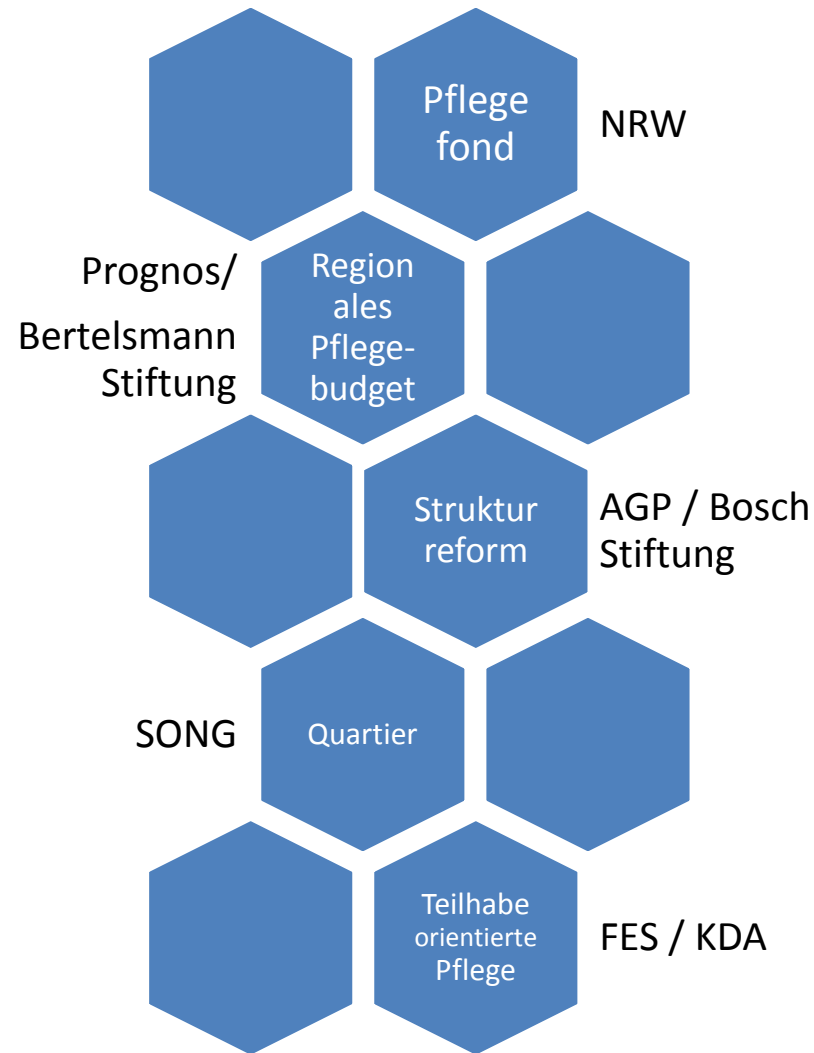 Pflege
fond
NRW
Prognos/
Bertelsmann
Stiftung
Region
ales
Pflege-
budget
Struktur
reform
AGP / Bosch
Stiftung
SONG
Quartier
Teilhabe
orientierte
Pflege
FES / KDA